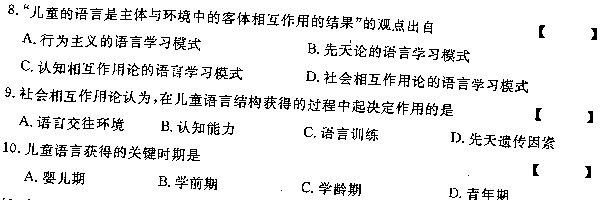 8. “儿童的语言是主体与环境中的客体相互作用的结果”的观点出自 【 】
A. 行为主义的语言学习模式 B. 先天论的语言学习模式
C. 认知相互作用论的语言学习模式 D. 社会相互作用论的语言学习模式
9. 社会相互作用论认为,在儿童语言结构获得的过程中起决定作用的是 【 】
A. 语言交往环境 B. 认知能力 C. 语言训练 D. 先天遗传因素
10. 儿童语言获得的关键时期是 【 】
A. 婴儿期 B. 学前期 C. 学龄期 D. 青年期